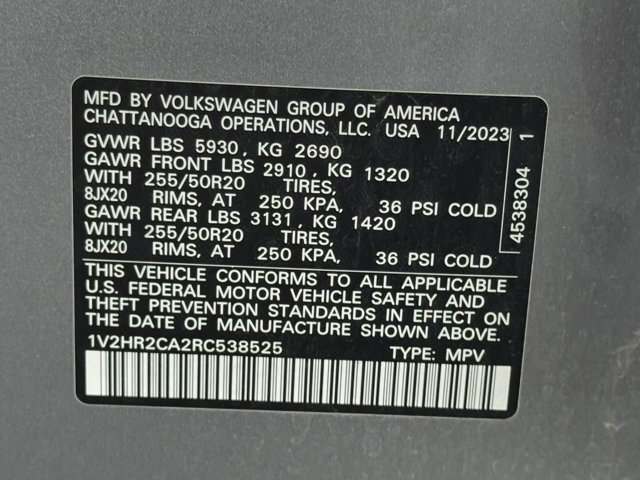 MFD BY VOLKSWAGEN GROUP OF AMERICA
CHATTANOOGA OPERATIONS, LLC. USA 11/2023
GVWR LBS 5930, KG 2690
GAWR FRONT LBS 2910, KG 1320
WITH 255/50R20 TIRES,
8JX20 RIMS, AT 250 KPA, 36 PSI COLD
GAWR REAR LBS 3131, KG 1420
WITH 255/50R20 TIRES,
8JX20 RIMS, AT 250 KPA, 36 PSI COLD
THIS VEHICLE CONFORMS TO ALL APPLICABLE
U.S. FEDERAL MOTOR VEHICLE SAFETY AND
THEFT PREVENTION STANDARDS IN EFFECT ON
THE DATE OF MANUFACTURE SHOWN ABOVE.
1V2HR2CA2RC538525 TYPE: MPV
4538304 1